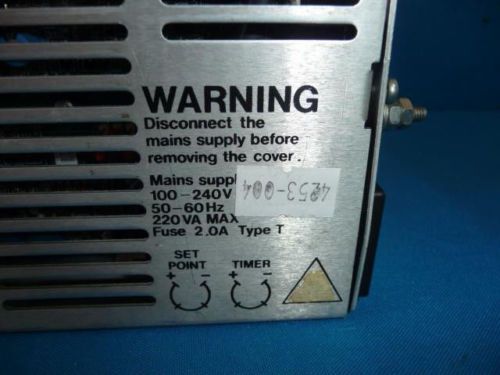 WARNING
Disconnect the
mains supply before
removing the cover.
Mains suppl
100-240V
50-60Hz
220VA MAX
Fuse 2.0A Type T
4253-004
SET
POINT
TIMER
+ -
+ -